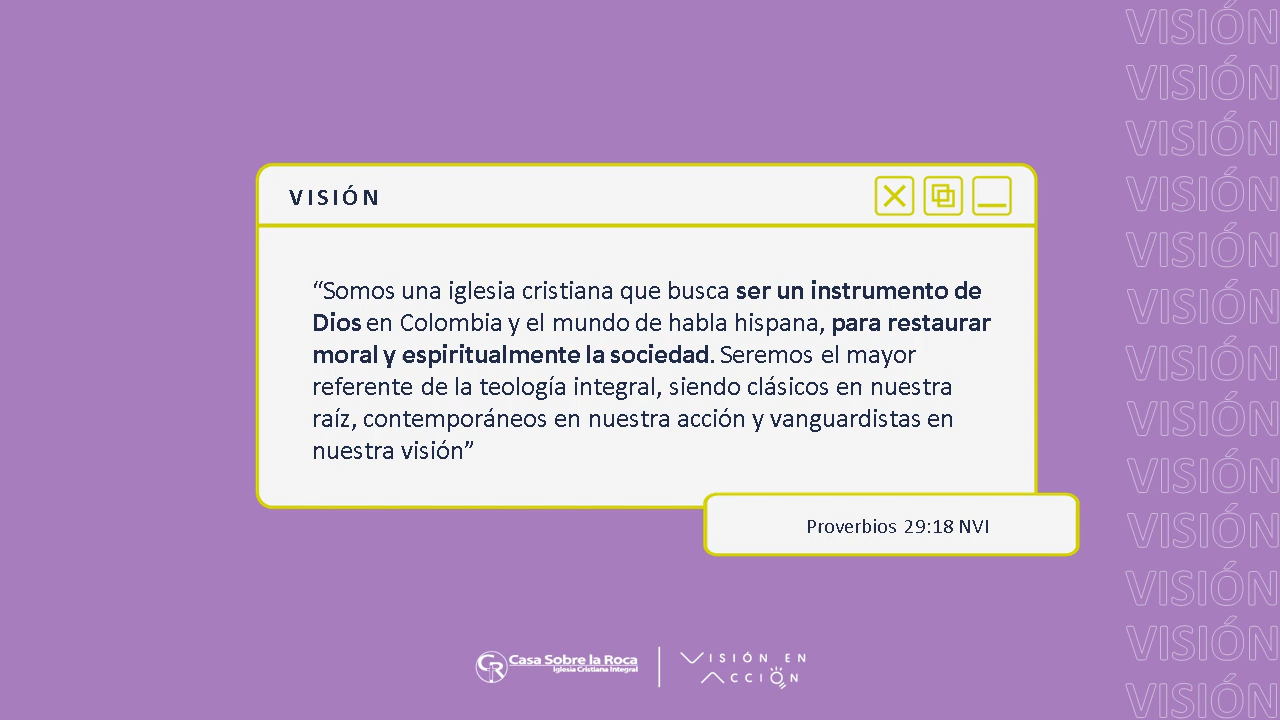 VISIÓN
“Somos una iglesia cristiana que busca ser un instrumento de
Dios en Colombia y el mundo de habla hispana, para restaurar
moral y espiritualmente la sociedad. Seremos el mayor
referente de la teología integral, siendo clásicos en nuestra
raíz, contemporáneos en nuestra acción y vanguardistas en
nuestra visión”
Proverbios 29:18 NVI
CR Casa Sobre la Roca
Iglesia Cristiana Integral
VISIÓN EN
ACCIÓN
VISIÓN
VISIÓN
VISIÓN
VISIÓN
VISIÓN
VISIÓN
VISIÓN
VISIÓN
VISIÓN
VISIÓN
VISIÓN
VISIÓN
VISIÓN